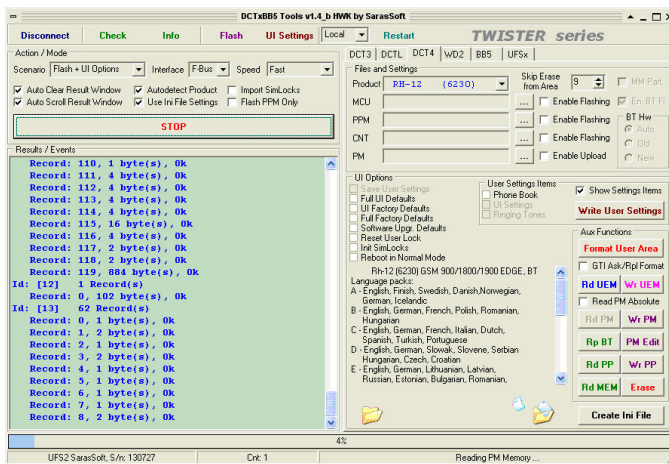 DCTxBB5 Tools v1.4_b HWK by SarasSoft
Disconnect Check Info Flash UI Settings Local Restart TWISTER series
Action / Mode
Scenario Flash + UI Options Interface F-Bus Speed Fast
Auto Clear Result Window Autodetect Product Import SimLocks
Auto Scroll Result Window Use Ini File Settings Flash PPM Only
STOP
Results / Events
Record: 110, 1 byte(s), Ok
Record: 111, 4 byte(s), Ok
Record: 112, 4 byte(s), Ok
Record: 113, 4 byte(s), Ok
Record: 114, 4 byte(s), Ok
Record: 115, 16 byte(s), Ok
Record: 116, 4 byte(s), Ok
Record: 117, 2 byte(s), Ok
Record: 118, 2 byte(s), Ok
Record: 119, 884 byte(s), Ok
Id: [12] 1 Record(s)
Record: 0, 102 byte(s), Ok
Id: [13] 62 Record(s)
Record: 0, 1 byte(s), Ok
Record: 1, 2 byte(s), Ok
Record: 2, 1 byte(s), Ok
Record: 3, 2 byte(s), Ok
Record: 4, 1 byte(s), Ok
Record: 5, 1 byte(s), Ok
Record: 6, 1 byte(s), Ok
Record: 7, 1 byte(s), Ok
Record: 8, 2 byte(s), Ok
DCT3 DCTL DCT4 WD2 BB5 UFSx
Files and Settings
Product RH-12 (6230) Skip Erase from Area 9 MM Part.
MCU ... Enable Flashing En. BT Fl
PPM ... Enable Flashing BT Hw
Auto
CNT ... Enable Flashing Old
PM ... Enable Upload New
UI Options
Save User Settings
Full UI Defaults
UI Factory Defaults
Full Factory Defaults
Software Upgr. Defaults
Reset User Lock
Init SimLocks
Reboot in Normal Mode
User Settings Items
Phone Book
UI Settings
Ringing Tones
Show Settings Items
Write User Settings
Rh-12 (6230) GSM 900/1800/1900 EDGE, BT
Language packs:
A - English, Finish, Swedish, Danish,Norwegian,
German, Icelandic
B - English, German, French, Polish, Romanian,
Hungarian
C - English, German, French, Italian, Dutch,
Spanish, Turkish, Portuguese
D - English, German, Slowak, Slovene, Serbian
Hungarian, Czech, Croatian
E - English, German, Lithuanian, Latvian,
Russian, Estonian, Bulgarian, Romanian,
Aux Functions
Format User Area
GTI Ask/Rpl Format
Rd UEM Wr UEM
Read PM Absolute
Rd PM Wr PM
Rp BT PM Edit
Rd PP Wr PP
Rd MEM Erase
Create Ini File
4%
UFS2 SarasSoft, S/n: 130727 Cnt: 1 Reading PM Memory ...